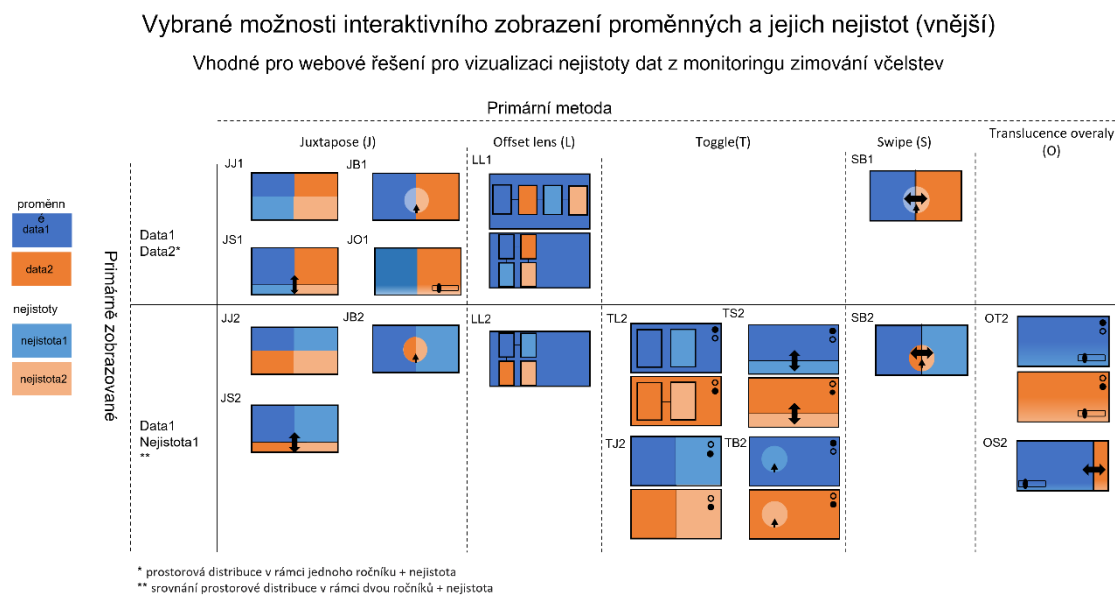 Vybrané možnosti interaktivního zobrazení proměnných a jejich nejistot (vnější)
Vhodné pro webové řešení pro vizualizaci nejistoty dat z monitoringu zimování včelstev
Primární metoda
Juxtapose (J)
Offset lens (L)
Toggle(T)
Swipe (S)
Translucence overaly
(O)
proměnn
é
data1
data2
nejistoty
nejistota1
nejistota2
Primárně zobrazované
Data1
Data2*
JJ1
JB1
JS1
JO1
LL1
SB1
Data1
Nejistota1
**
JJ2
JB2
JS2
LL2
TL2
TS2
TJ2
TB2
SB2
OT2
OS2
* prostorová distribuce v rámci jednoho ročníku + nejistota
** srovnání prostorové distribuce v rámci dvou ročníků + nejistota